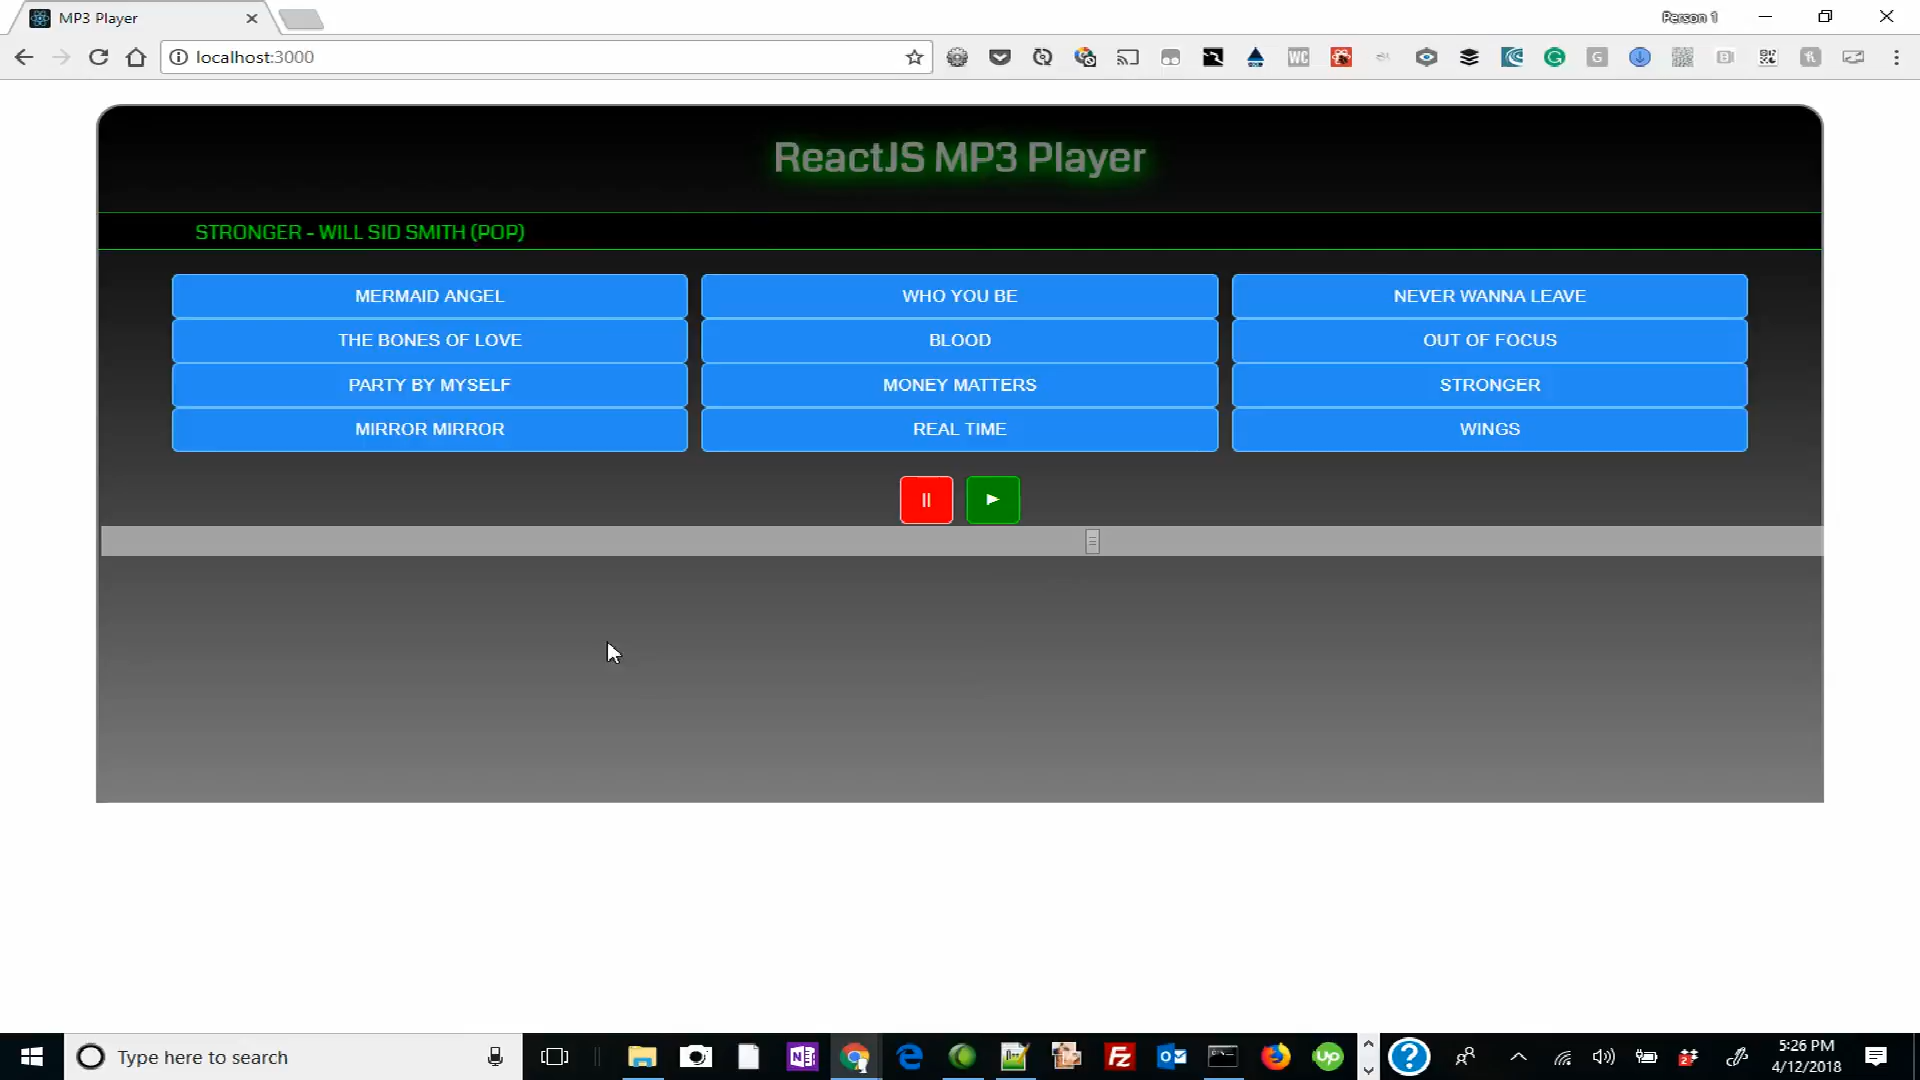 MP3 Player
Person 1
localhost:3000
ReactJS MP3 Player
STRONGER - WILL SID SMITH (POP)
MERMAID ANGEL WHO YOU BE NEVER WANNA LEAVE
THE BONES OF LOVE BLOOD OUT OF FOCUS
PARTY BY MYSELF MONEY MATTERS STRONGER
MIRROR MIRROR REAL TIME WINGS
Type here to search
5:26 PM
4/12/2018